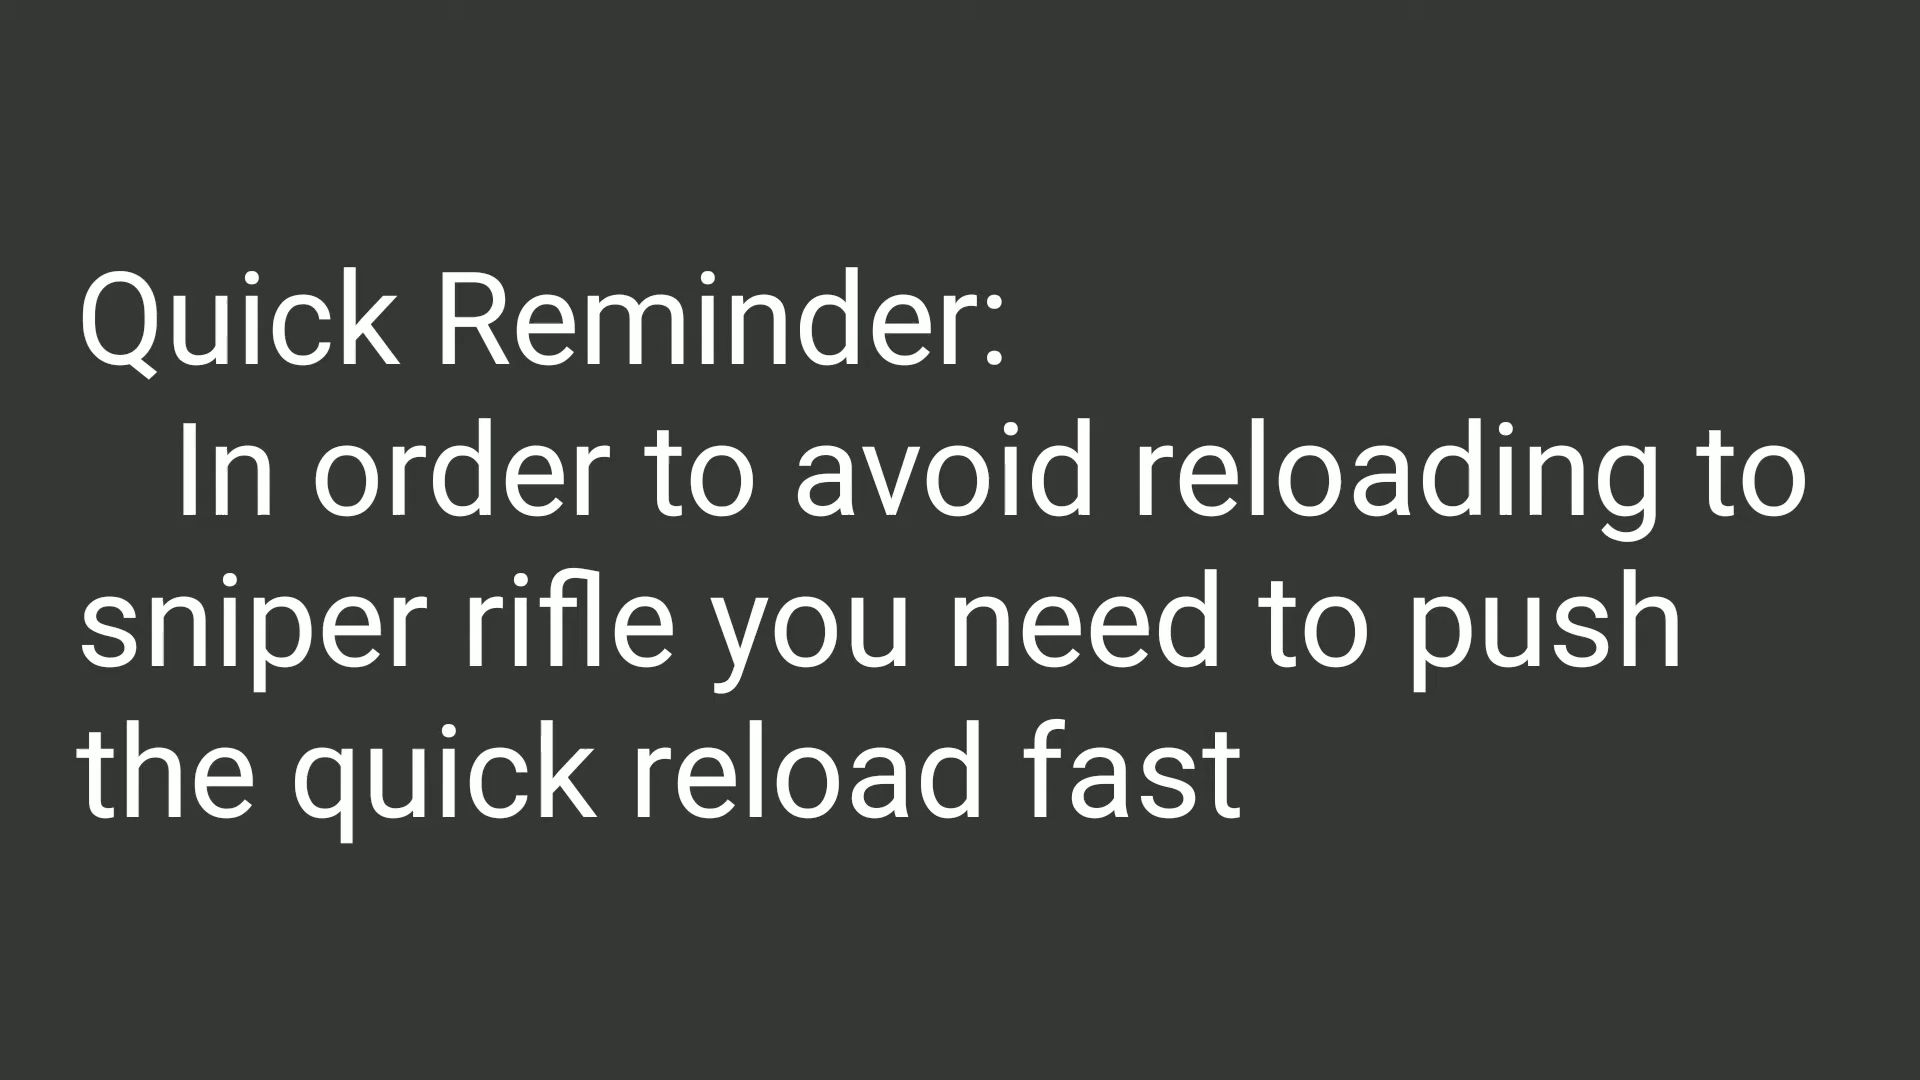 Quick Reminder:
In order to avoid reloading to
sniper rifle you need to push
the quick reload fast